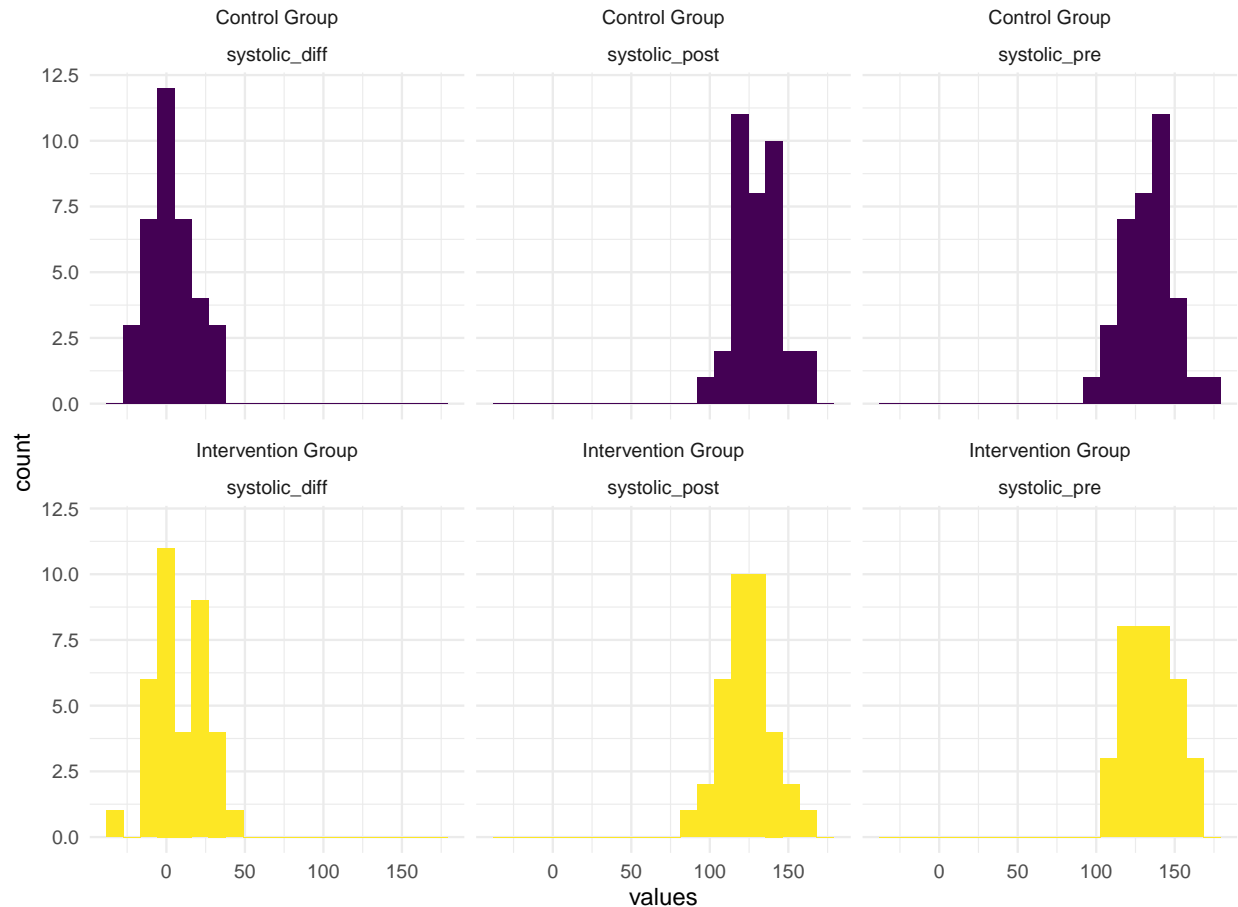 Control Group
Control Group
Control Group
systolic_diff
systolic_post
systolic_pre
12.5
10.0
7.5
5.0
2.5
0.0
count
Intervention Group
Intervention Group
Intervention Group
systolic_diff
systolic_post
systolic_pre
12.5
10.0
7.5
5.0
2.5
0.0
0 50 100 150
0 50 100 150
0 50 100 150
values